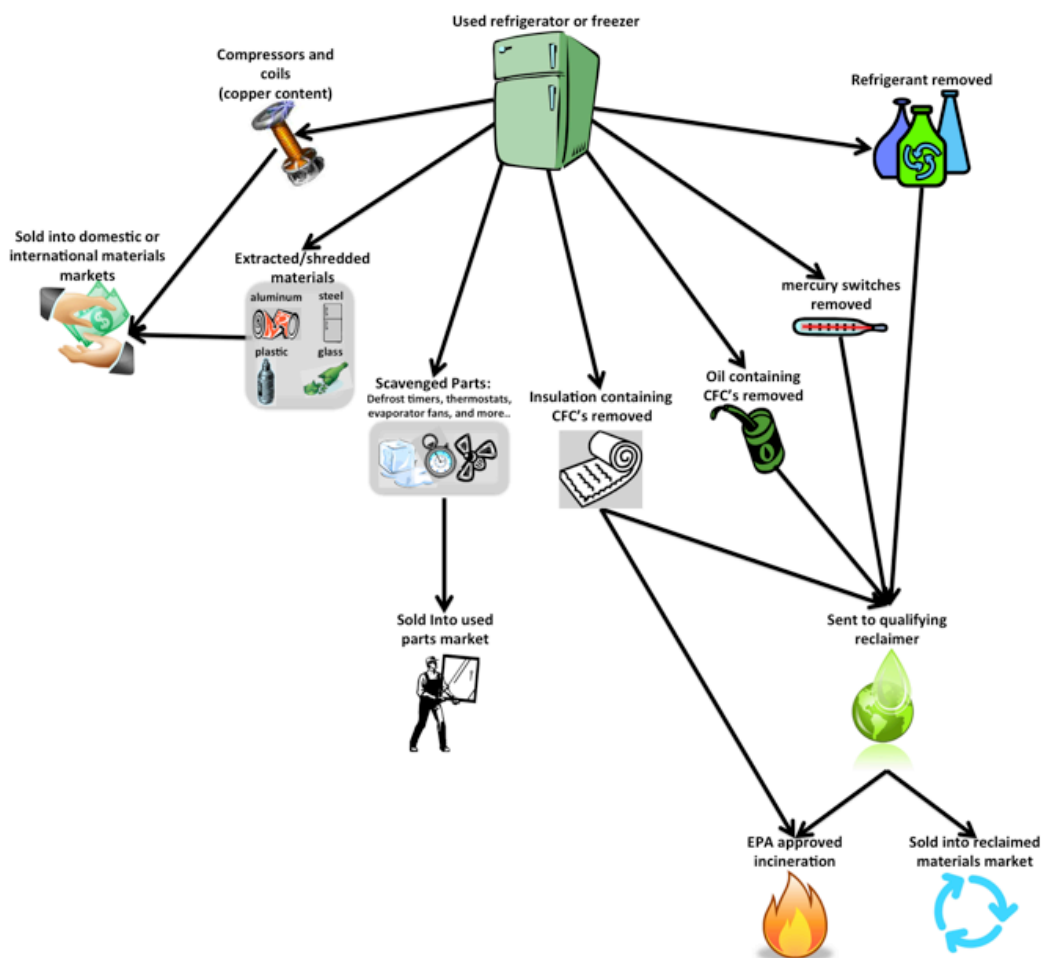 Used refrigerator or freezer
Compressors and
coils
(copper content)
Refrigerant removed
Sold into domestic or
international materials
markets
Extracted/shredded
materials
aluminum
steel
plastic
glass
mercury switches
removed
Scavenged Parts:
Defrost timers, thermostats,
evaporator fans, and more..
Insulation containing
CFC's removed
Oil containing
CFC's removed
Sold Into used
parts market
Sent to qualifying
reclaimer
EPA approved
incineration
Sold into reclaimed
materials market